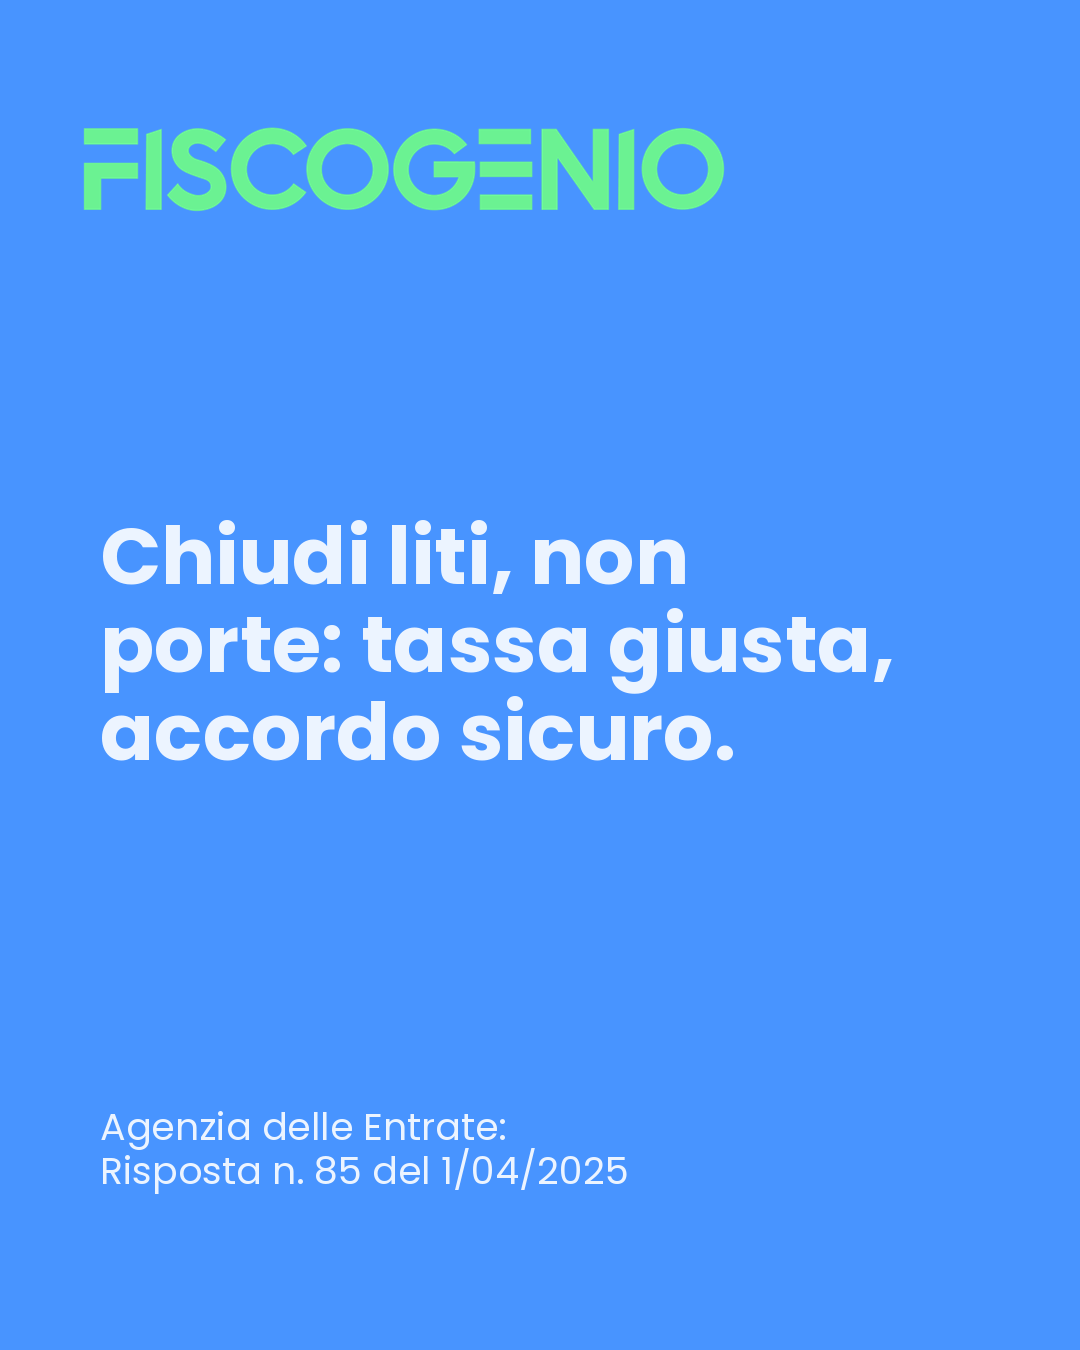 FISCOGENIO
Chiudi liti, non
porte: tassa giusta,
accordo sicuro.
Agenzia delle Entrate:
Risposta n. 85 del 1/04/2025